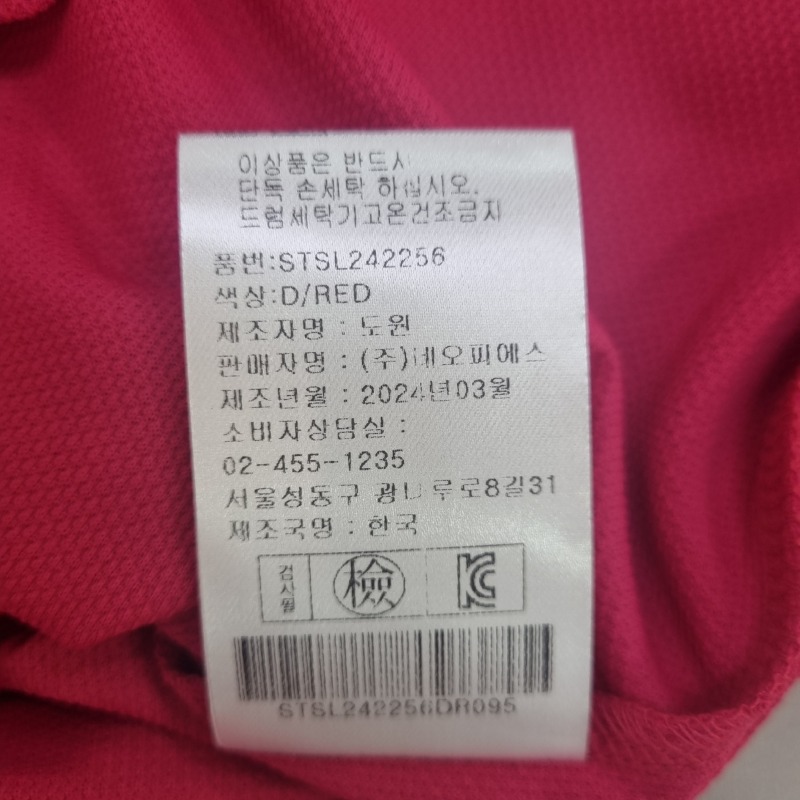 이상품은 반드시
단독 손세탁 하십시오.
드럼세탁기고온건조금지
품번:STSL242256
색상:D/RED
제조자명 : 도원
판매자명 : (주)네오피에스
제조년월 : 2024년03월
소비자상담실 :
02-455-1235
서울성동구 광나루로8길31
제조국명 : 한국
검사필 檢 KC
STSL242256DR095